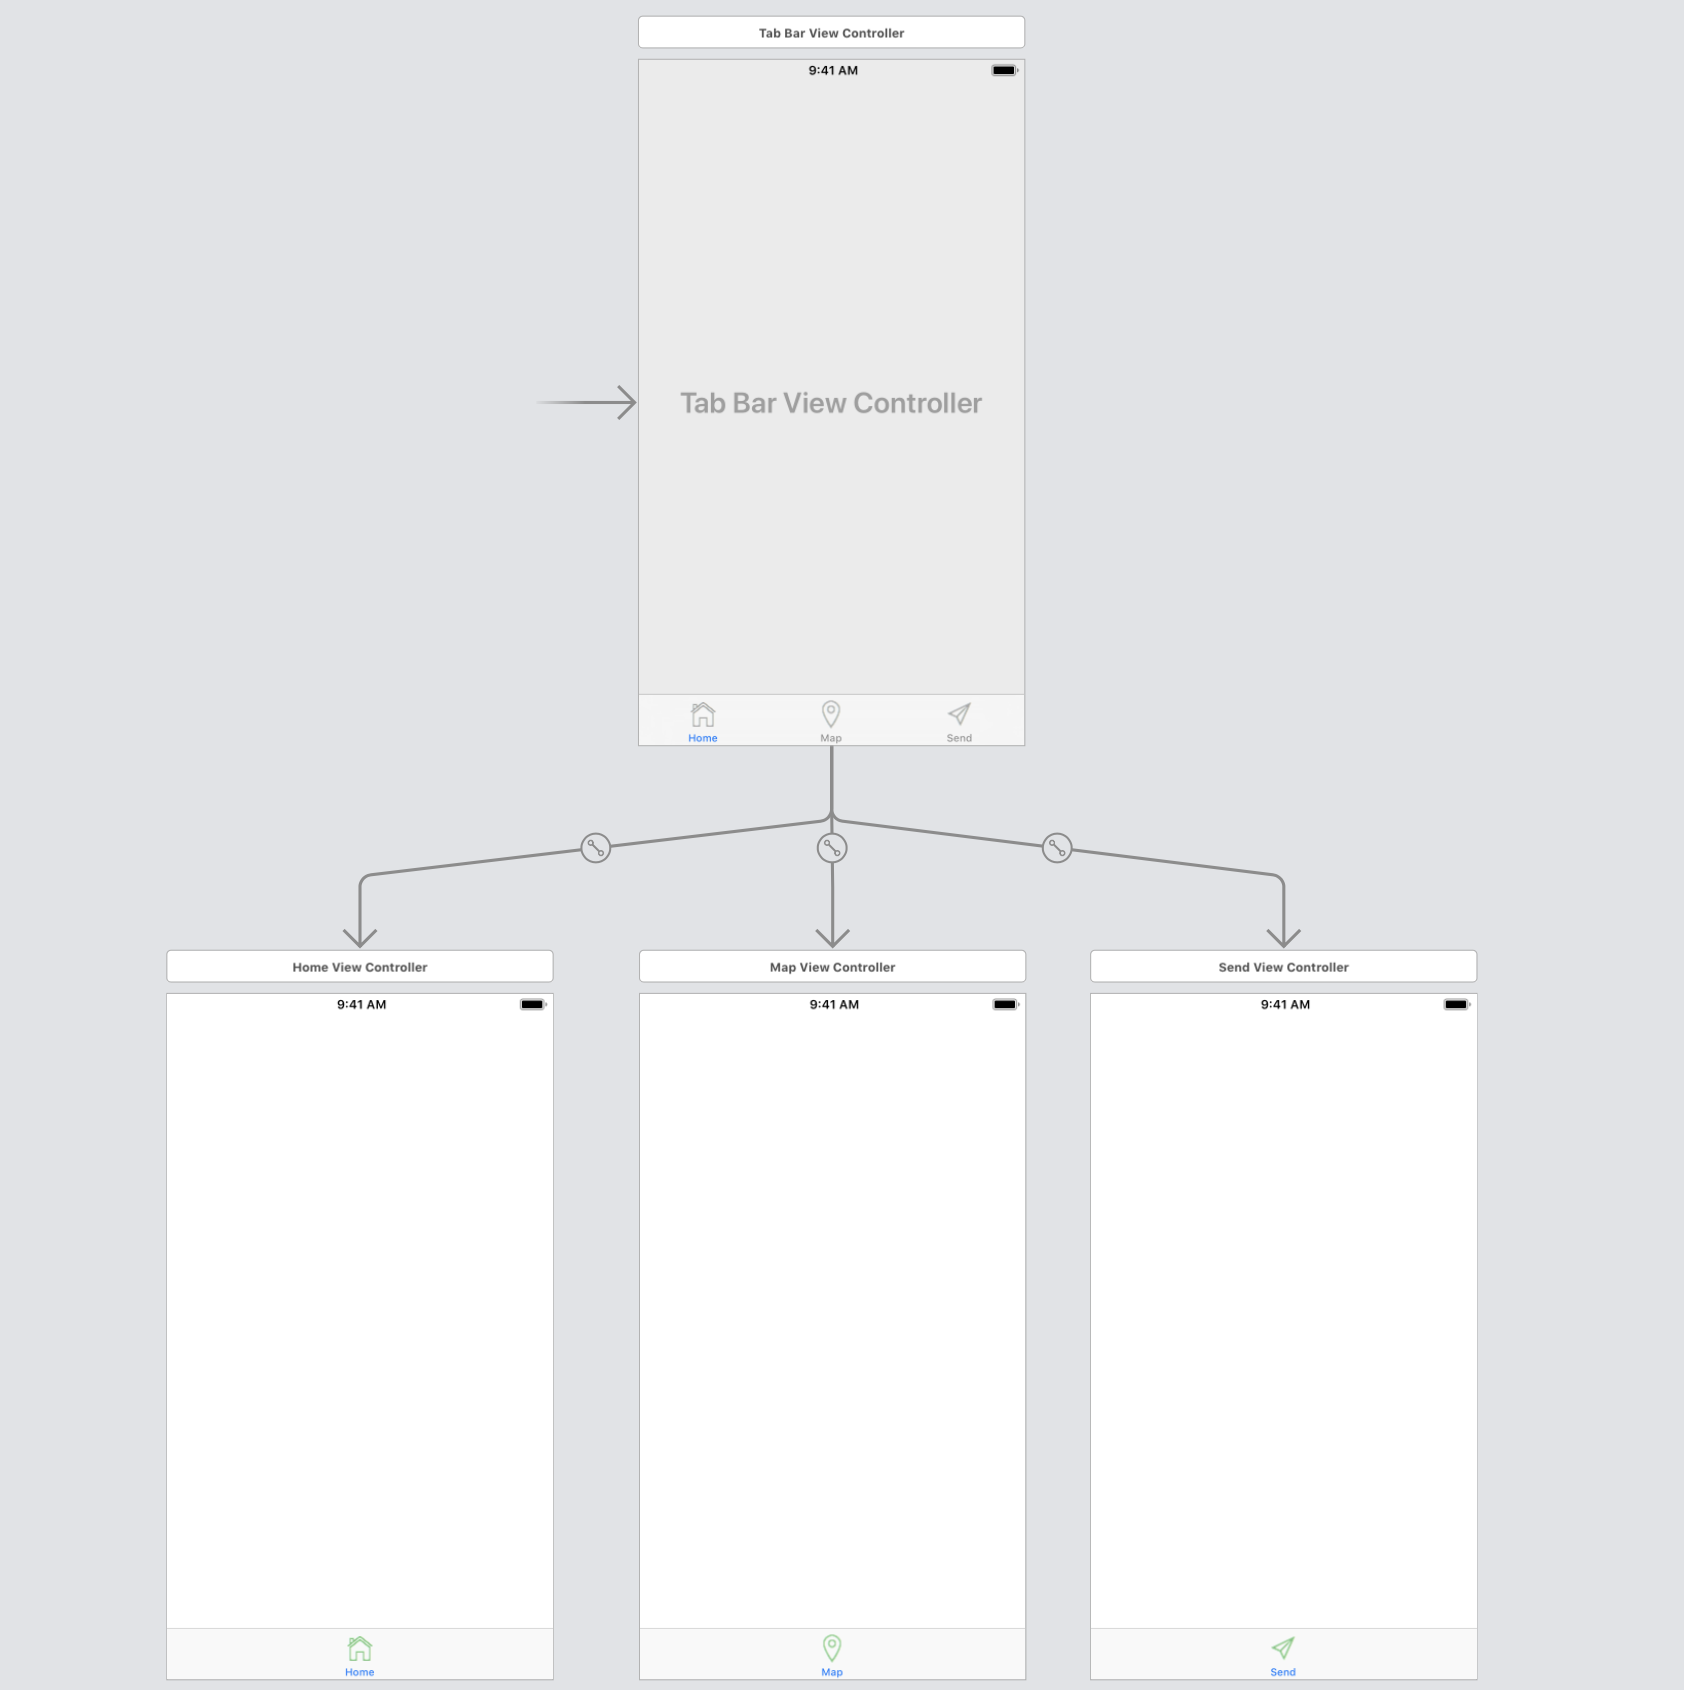 Tab Bar View Controller
9:41 AM
Tab Bar View Controller
Home Map Send
Home View Controller Map View Controller Send View Controller
9:41 AM 9:41 AM 9:41 AM
Home Map Send